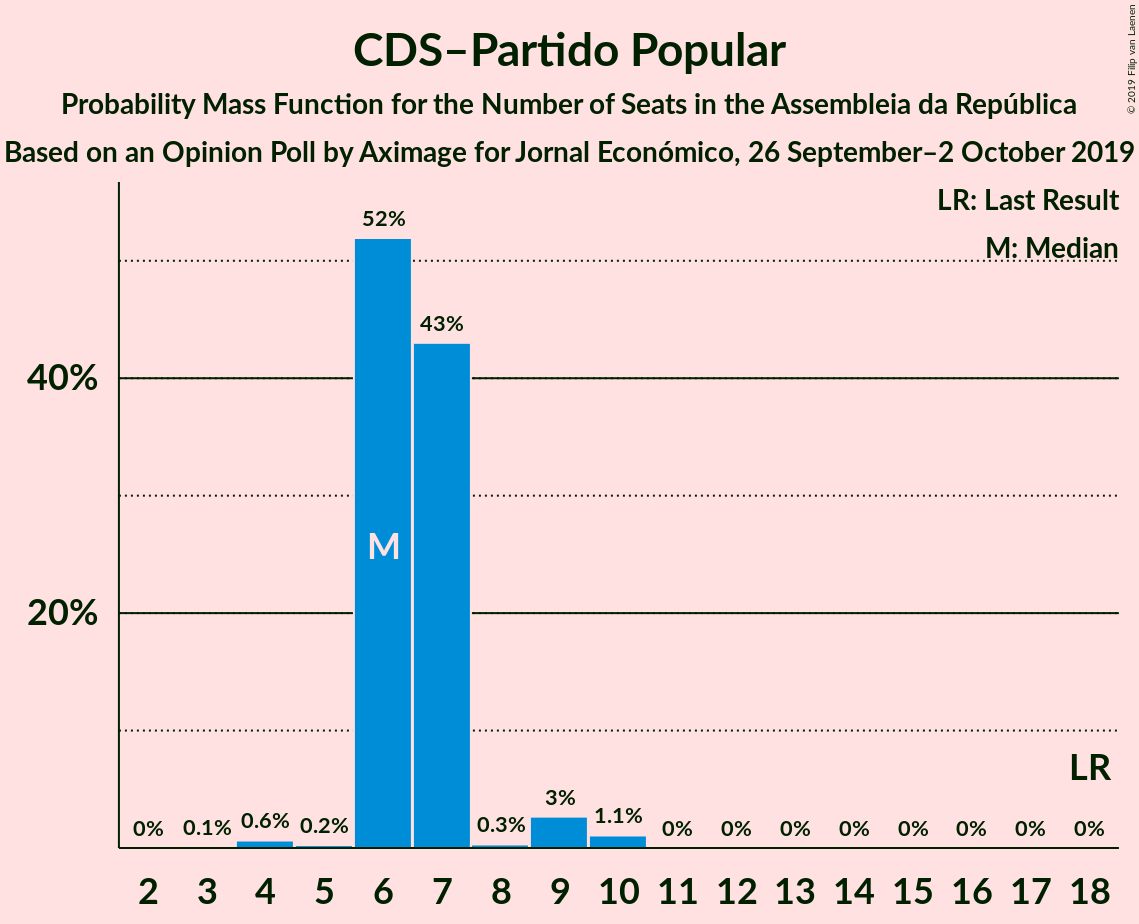 CDS–Partido Popular
Probability Mass Function for the Number of Seats in the Assembleia da República
Based on an Opinion Poll by Aximage for Jornal Económico, 26 September–2 October 2019
© 2019 Filip van Laenen
LR: Last Result
M: Median
52%
43%
40%
M
20%
LR
0% 0.1% 0.6% 0.2% 0.3% 3% 1.1% 0% 0% 0% 0% 0% 0% 0% 0%
2 3 4 5 6 7 8 9 10 11 12 13 14 15 16 17 18